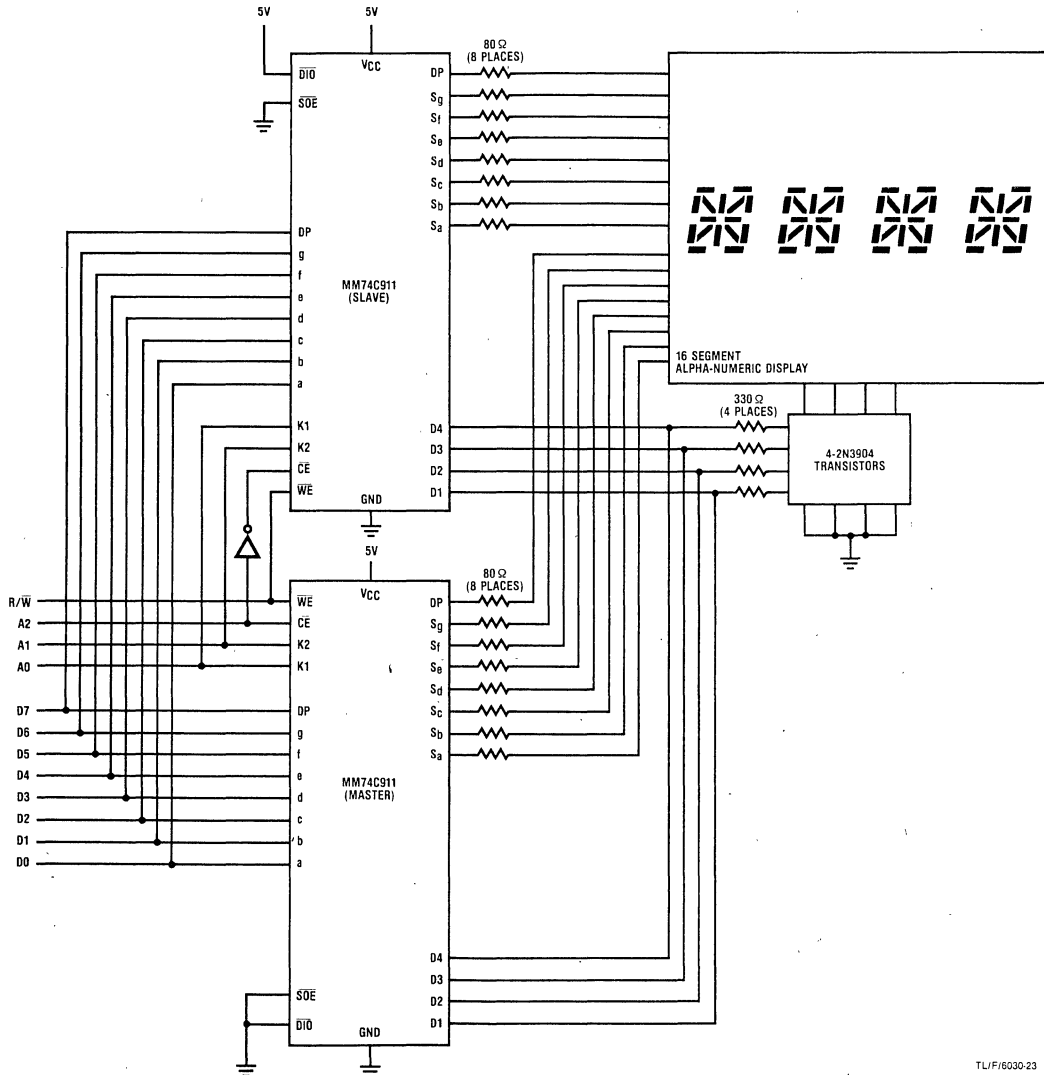 5V
5V
DIO
VCC
SOE
DP
Sg
Sf
Se
Sd
Sc
Sb
Sa
80 Ω
(8 PLACES)
DP
g
f
e
d
c
b
a
MM74C911
(SLAVE)
K1
K2
CE
WE
D4
D3
D2
D1
GND
16 SEGMENT
ALPHA-NUMERIC DISPLAY
330 Ω
(4 PLACES)
4-2N3904
TRANSISTORS
5V
R/W
A2
A1
A0
WE
CE
K2
K1
VCC
80 Ω
(8 PLACES)
DP
Sg
Sf
Se
Sd
Sc
Sb
Sa
D7
D6
D5
D4
D3
D2
D1
D0
DP
g
f
e
d
c
b
a
MM74C911
(MASTER)
D4
D3
D2
D1
SOE
DIO
GND
TL/F/6030-23